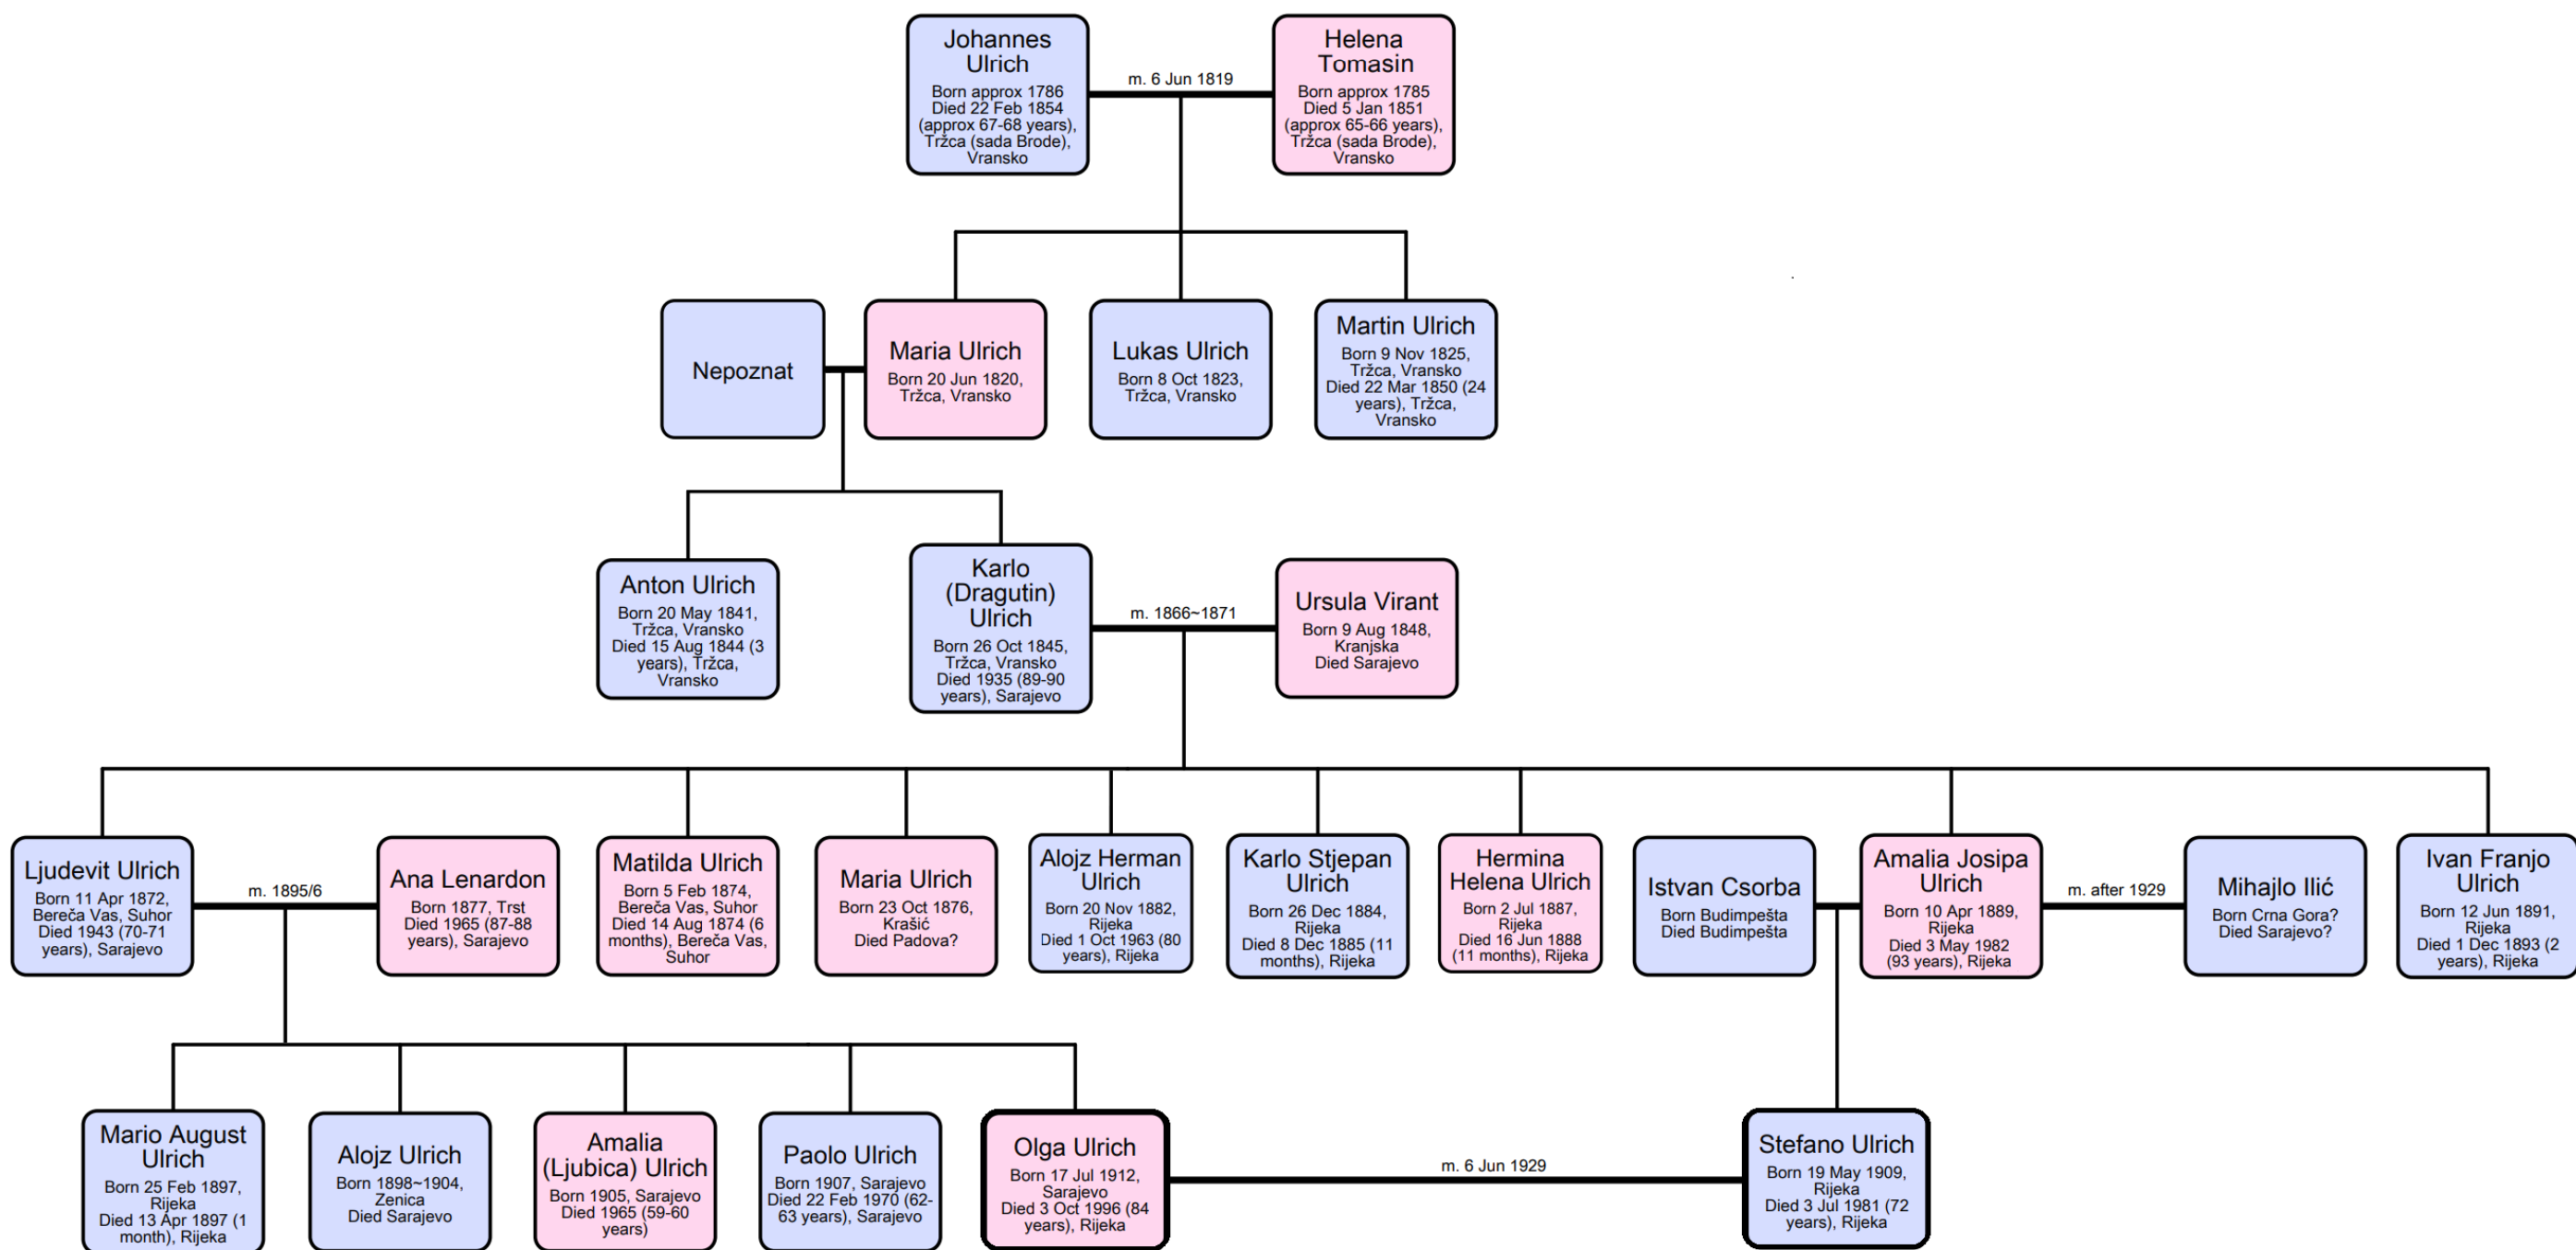 Johannes
Ulrich
Born approx 1786
Died 22 Feb 1854
(approx 67-68 years),
Tržca (sada Brode),
Vransko
m. 6 Jun 1819
Helena
Tomasin
Born approx 1785
Died 5 Jan 1851
(approx 65-66 years),
Tržca (sada Brode),
Vransko
Nepoznat
Maria Ulrich
Born 20 Jun 1820,
Tržca, Vransko
Lukas Ulrich
Born 8 Oct 1823,
Tržca, Vransko
Martin Ulrich
Born 9 Nov 1825,
Tržca, Vransko
Died 22 Mar 1850 (24
years), Tržca,
Vransko
Anton Ulrich
Born 20 May 1841,
Tržca, Vransko
Died 15 Aug 1844 (3
years), Tržca,
Vransko
Karlo
(Dragutin)
Ulrich
Born 26 Oct 1845,
Tržca, Vransko
Died 1935 (89-90
years), Sarajevo
m. 1866~1871
Ursula Virant
Born 9 Aug 1848,
Kranjska
Died Sarajevo
Ljudevit Ulrich
Born 11 Apr 1872,
Bereča Vas, Suhor
Died 1943 (70-71
years), Sarajevo
m. 1895/6
Ana Lenardon
Born 1877, Trst
Died 1965 (87-88
years), Sarajevo
Matilda Ulrich
Born 5 Feb 1874,
Bereča Vas, Suhor
Died 14 Aug 1874 (6
months), Bereča Vas,
Suhor
Maria Ulrich
Born 23 Oct 1876,
Krašić
Died Padova?
Alojz Herman
Ulrich
Born 20 Nov 1882,
Rijeka
Died 1 Oct 1963 (80
years), Rijeka
Karlo Stjepan
Ulrich
Born 26 Dec 1884,
Rijeka
Died 8 Dec 1885 (11
months), Rijeka
Hermina
Helena Ulrich
Born 2 Jul 1887,
Rijeka
Died 16 Jun 1888
(11 months), Rijeka
Istvan Csorba
Born Budimpešta
Died Budimpešta
Amalia Josipa
Ulrich
Born 10 Apr 1889,
Rijeka
Died 3 May 1982
(93 years), Rijeka
m. after 1929
Mihajlo Ilić
Born Crna Gora?
Died Sarajevo?
Ivan Franjo
Ulrich
Born 12 Jun 1891,
Rijeka
Died 1 Dec 1893 (2
years), Rijeka
Mario August
Ulrich
Born 25 Feb 1897,
Rijeka
Died 13 Apr 1897 (1
month), Rijeka
Alojz Ulrich
Born 1898~1904,
Zenica
Died Sarajevo
Amalia
(Ljubica) Ulrich
Born 1905, Sarajevo
Died 1965 (59-60
years)
Paolo Ulrich
Born 1907, Sarajevo
Died 22 Feb 1970 (62-
63 years), Sarajevo
Olga Ulrich
Born 17 Jul 1912,
Sarajevo
Died 3 Oct 1996 (84
years), Rijeka
m. 6 Jun 1929
Stefano Ulrich
Born 19 May 1909,
Rijeka
Died 3 Jul 1981 (72
years), Rijeka